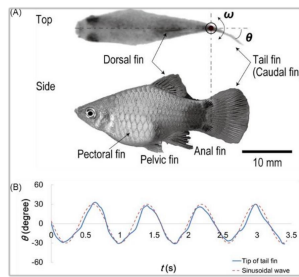 (A)
Top
ω
θ
Dorsal fin
Tail fin
(Caudal fin)
Side
Pectoral fin
Pelvic fin
Anal fin
10 mm
(B)
60
30
0
-30
-60
θ (degree)
0 0.5 1 1.5 2 2.5 3 3.5
t (s)
Tip of tail fin
Sinusoidal wave